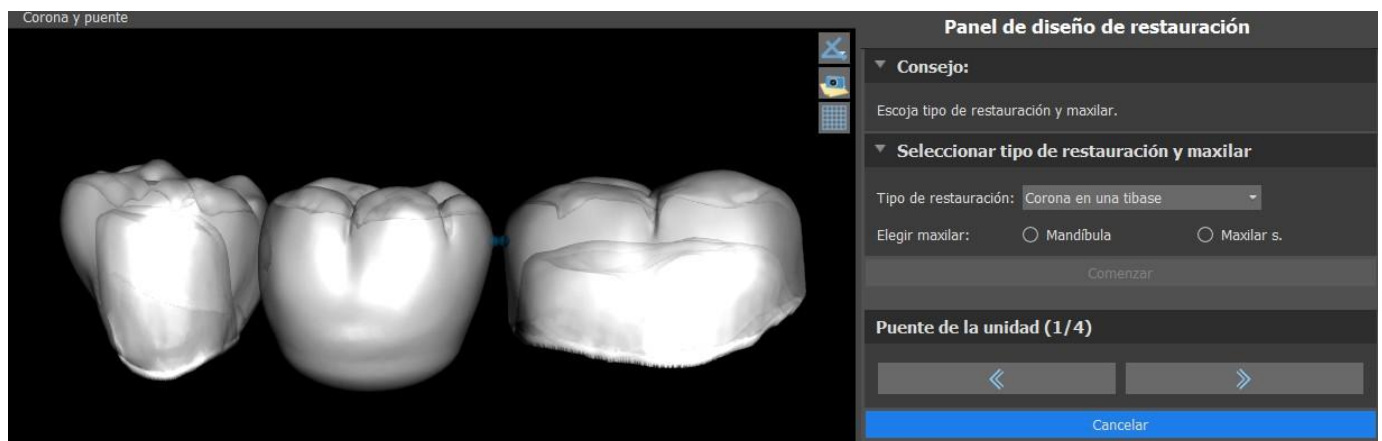 Corona y puente
Panel de diseño de restauración
Consejo:
Escoja tipo de restauración y maxilar.
Seleccionar tipo de restauración y maxilar
Tipo de restauración: Corona en una tibase
Elegir maxilar: Mandíbula Maxilar s.
Comenzar
Puente de la unidad (1/4)
Cancelar